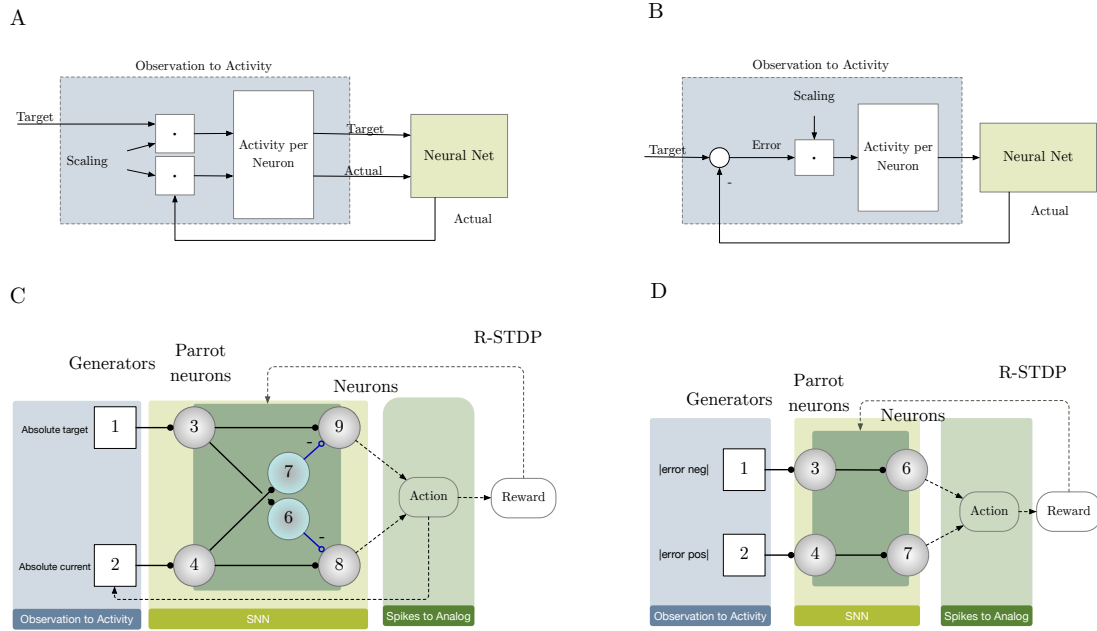 A
Observation to Activity
Target
Scaling
·
·
Activity per
Neuron
Target
Actual
Neural Net
Actual
B
Observation to Activity
Scaling
Target
Error
-
·
Activity per
Neuron
Neural Net
Actual
C
R-STDP
Generators
Parrot
neurons
Neurons
Absolute target
1
3
9
-
7
6
-
Action
Reward
Absolute current
2
4
8
Observation to Activity
SNN
Spikes to Analog
D
R-STDP
Generators
Parrot
neurons
Neurons
|error neg|
1
3
6
Action
Reward
|error pos|
2
4
7
Observation to Activity
SNN
Spikes to Analog